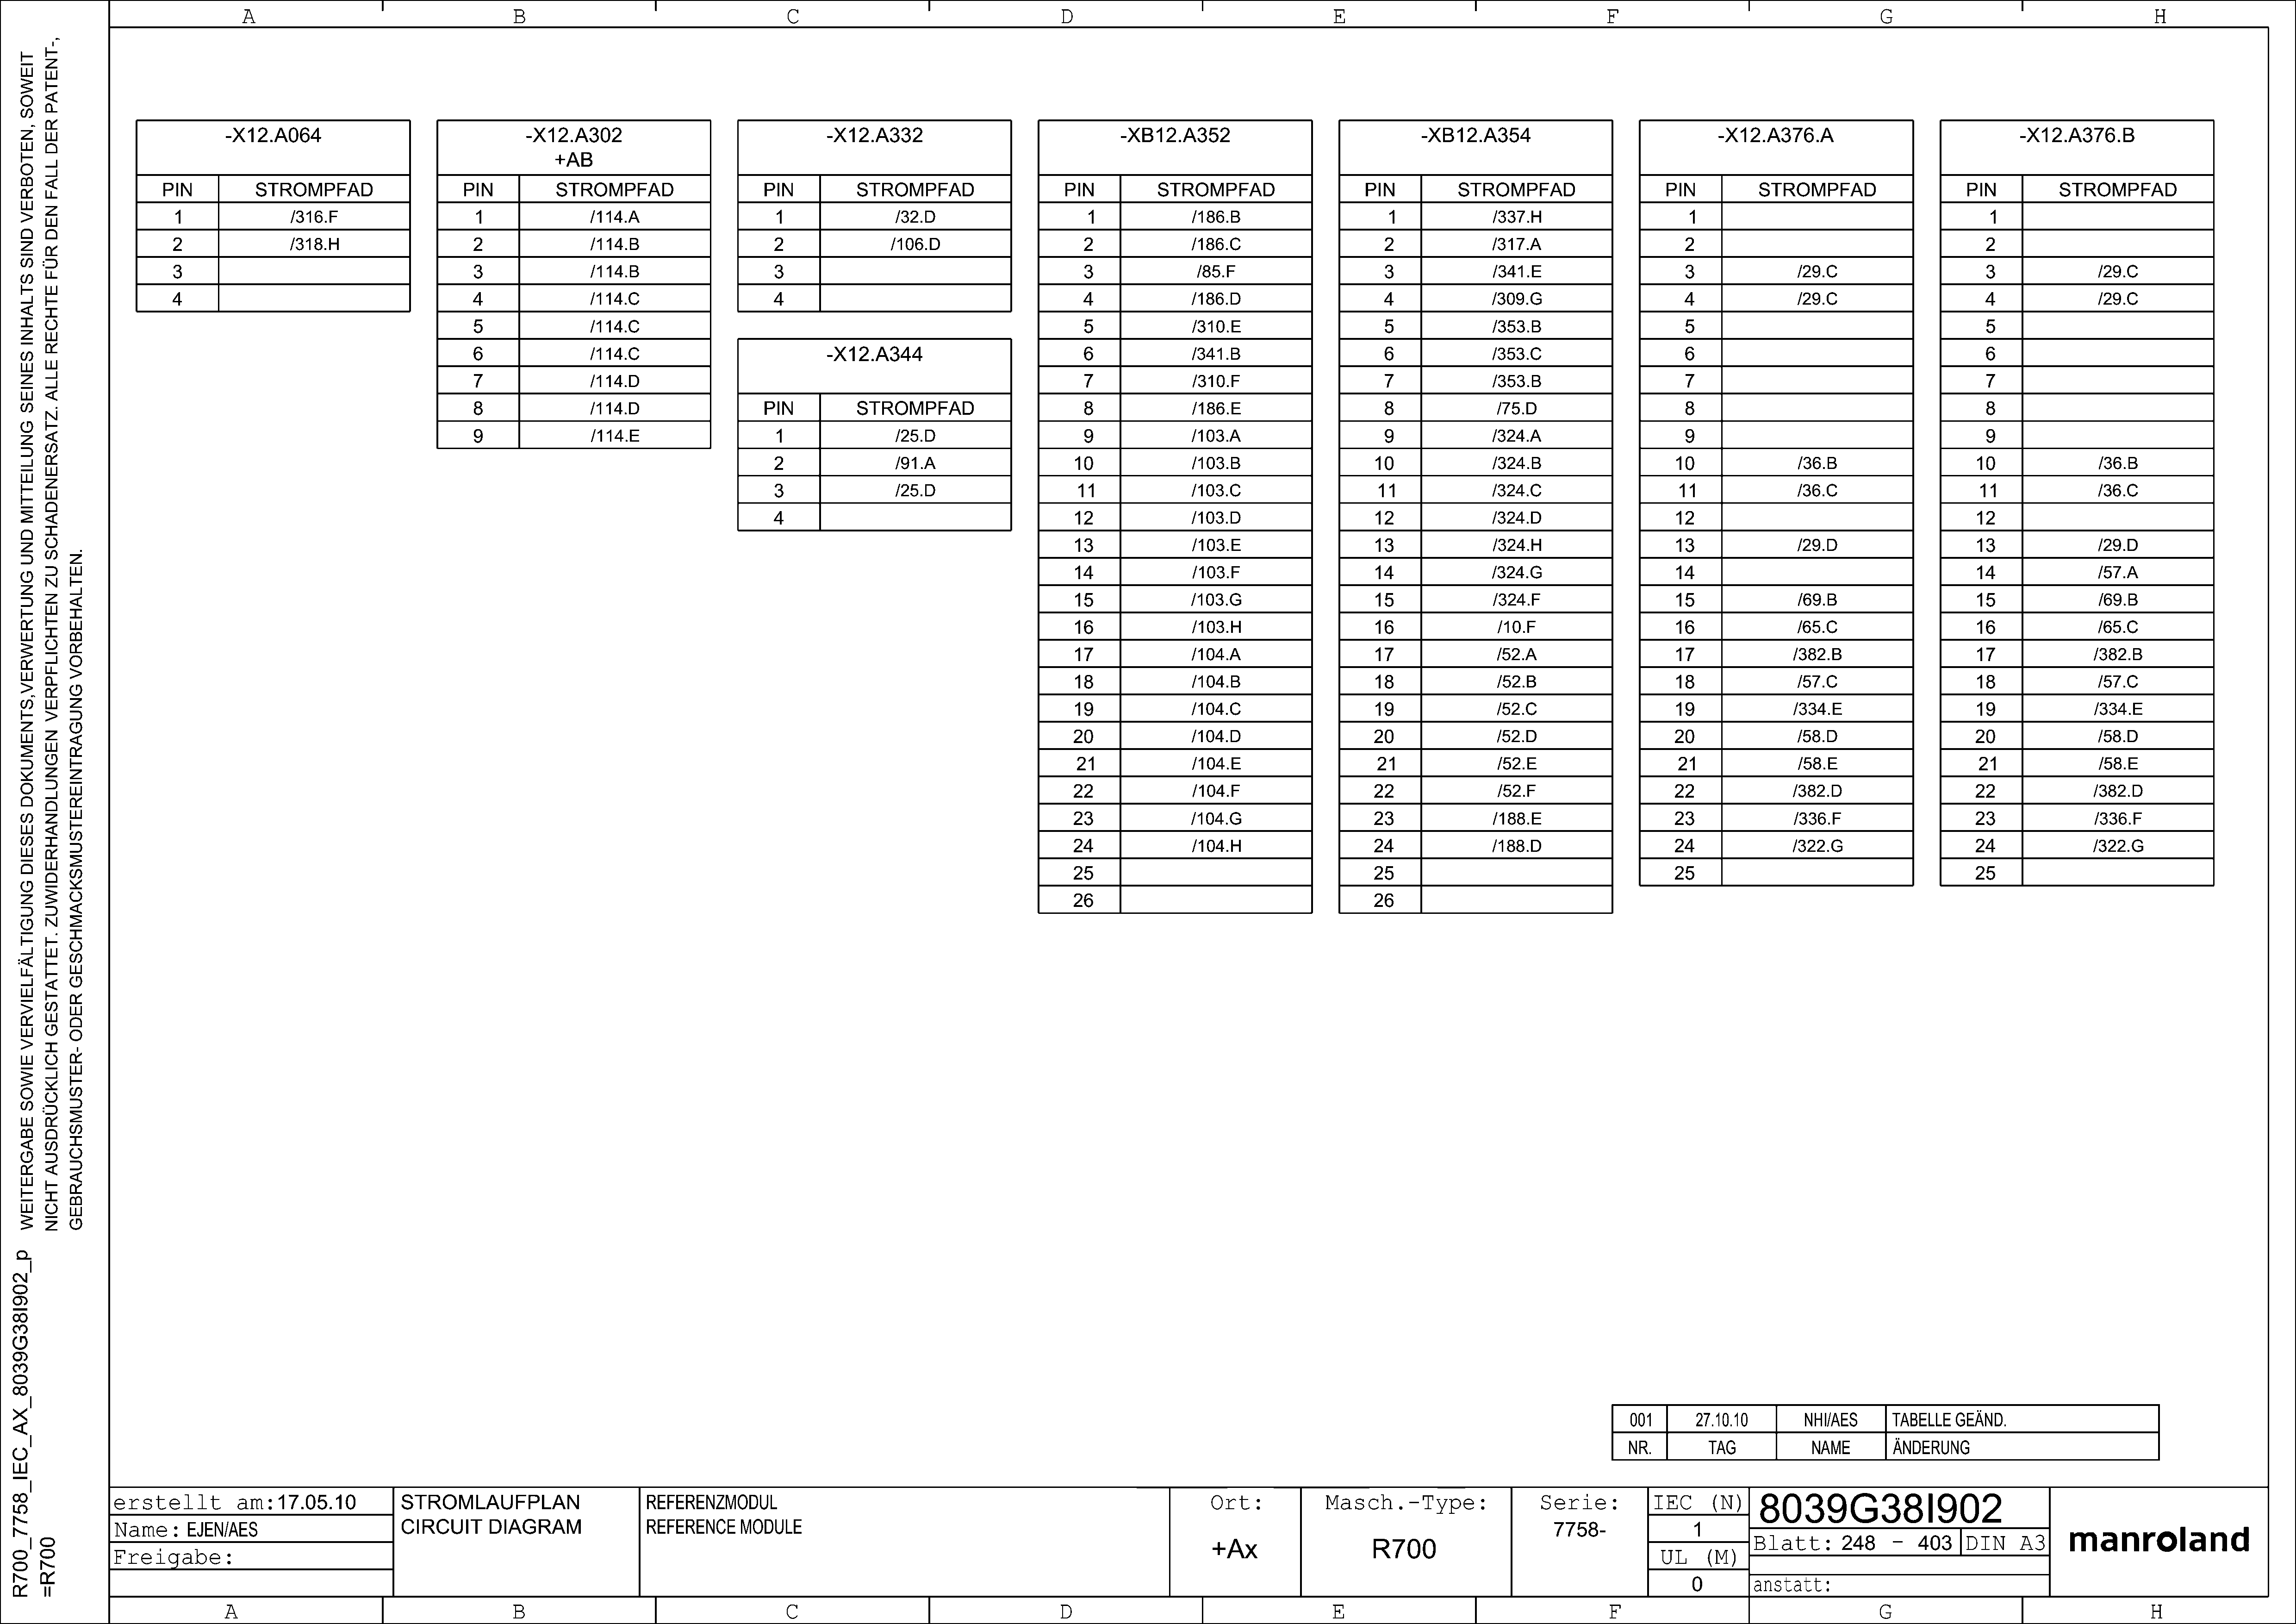 A B C D E F G H
WEITERGABE SOWIE VERVIELFÄLTIGUNG DIESES DOKUMENTS,VERWERTUNG UND MITTEILUNG SEINES INHALTS SIND VERBOTEN, SOWEIT
NICHT AUSDRÜCKLICH GESTATTET. ZUWIDERHANDLUNGEN VERPFLICHTEN ZU SCHADENERSATZ. ALLE RECHTE FÜR DEN FALL DER PATENT-,
GEBRAUCHSMUSTER- ODER GESCHMACKSMUSTEREINTRAGUNG VORBEHALTEN.
R700_7758_IEC_AX_8039G38I902_p
=R700
-X12.A064
PIN STROMPFAD
1 /316.F
2 /318.H
3
4
-X12.A302
+AB
PIN STROMPFAD
1 /114.A
2 /114.B
3 /114.B
4 /114.C
5 /114.C
6 /114.C
7 /114.D
8 /114.D
9 /114.E
-X12.A332
PIN STROMPFAD
1 /32.D
2 /106.D
3
4
-X12.A344
PIN STROMPFAD
1 /25.D
2 /91.A
3 /25.D
4
-XB12.A352
PIN STROMPFAD
1 /186.B
2 /186.C
3 /85.F
4 /186.D
5 /310.E
6 /341.B
7 /310.F
8 /186.E
9 /103.A
10 /103.B
11 /103.C
12 /103.D
13 /103.E
14 /103.F
15 /103.G
16 /103.H
17 /104.A
18 /104.B
19 /104.C
20 /104.D
21 /104.E
22 /104.F
23 /104.G
24 /104.H
25
26
-XB12.A354
PIN STROMPFAD
1 /337.H
2 /317.A
3 /341.E
4 /309.G
5 /353.B
6 /353.C
7 /353.B
8 /75.D
9 /324.A
10 /324.B
11 /324.C
12 /324.D
13 /324.H
14 /324.G
15 /324.F
16 /10.F
17 /52.A
18 /52.B
19 /52.C
20 /52.D
21 /52.E
22 /52.F
23 /188.E
24 /188.D
25
26
-X12.A376.A
PIN STROMPFAD
1
2
3 /29.C
4 /29.C
5
6
7
8
9
10 /36.B
11 /36.C
12
13 /29.D
14
15 /69.B
16 /65.C
17 /382.B
18 /57.C
19 /334.E
20 /58.D
21 /58.E
22 /382.D
23 /336.F
24 /322.G
25
-X12.A376.B
PIN STROMPFAD
1
2
3 /29.C
4 /29.C
5
6
7
8
9
10 /36.B
11 /36.C
12
13 /29.D
14 /57.A
15 /69.B
16 /65.C
17 /382.B
18 /57.C
19 /334.E
20 /58.D
21 /58.E
22 /382.D
23 /336.F
24 /322.G
25
001 27.10.10 NHI/AES TABELLE GEÄND.
NR. TAG NAME ÄNDERUNG
erstellt am:17.05.10
Name: EJEN/AES
Freigabe:
STROMLAUFPLAN
CIRCUIT DIAGRAM
REFERENZMODUL
REFERENCE MODULE
Ort:
+Ax
Masch.-Type:
R700
Serie:
7758-
IEC (N)
1
UL (M)
0
8039G38I902
Blatt: 248 - 403 DIN A3
anstatt:
manroland
A B C D E F G H